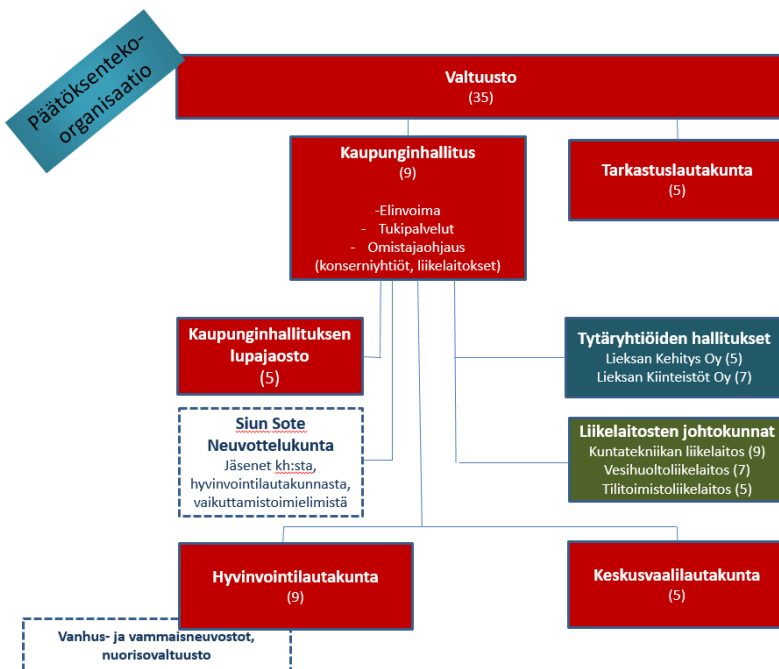 Päätöksenteko-
organisaatio
Valtuusto
(35)
Kaupunginhallitus
(9)
-Elinvoima
- Tukipalvelut
- Omistajaohjaus
(konserniyhtiöt, liikelaitokset)
Tarkastuslautakunta
(5)
Kaupunginhallituksen
lupajaosto
(5)
Tytäryhtiöiden hallitukset
Lieksan Kehitys Oy (5)
Lieksan Kiinteistöt Oy (7)
Siun Sote
Neuvottelukunta
Jäsenet kh:sta,
hyvinvointilautakunnasta,
vaikuttamistoimielimistä
Liikelaitosten johtokunnat
Kuntatekniikan liikelaitos (9)
Vesihuoltoliikelaitos (7)
Tilitoimistoliikelaitos (5)
Hyvinvointilautakunta
(9)
Keskusvaalilautakunta
(5)
Vanhus- ja vammaisneuvostot,
nuorisovaltuusto